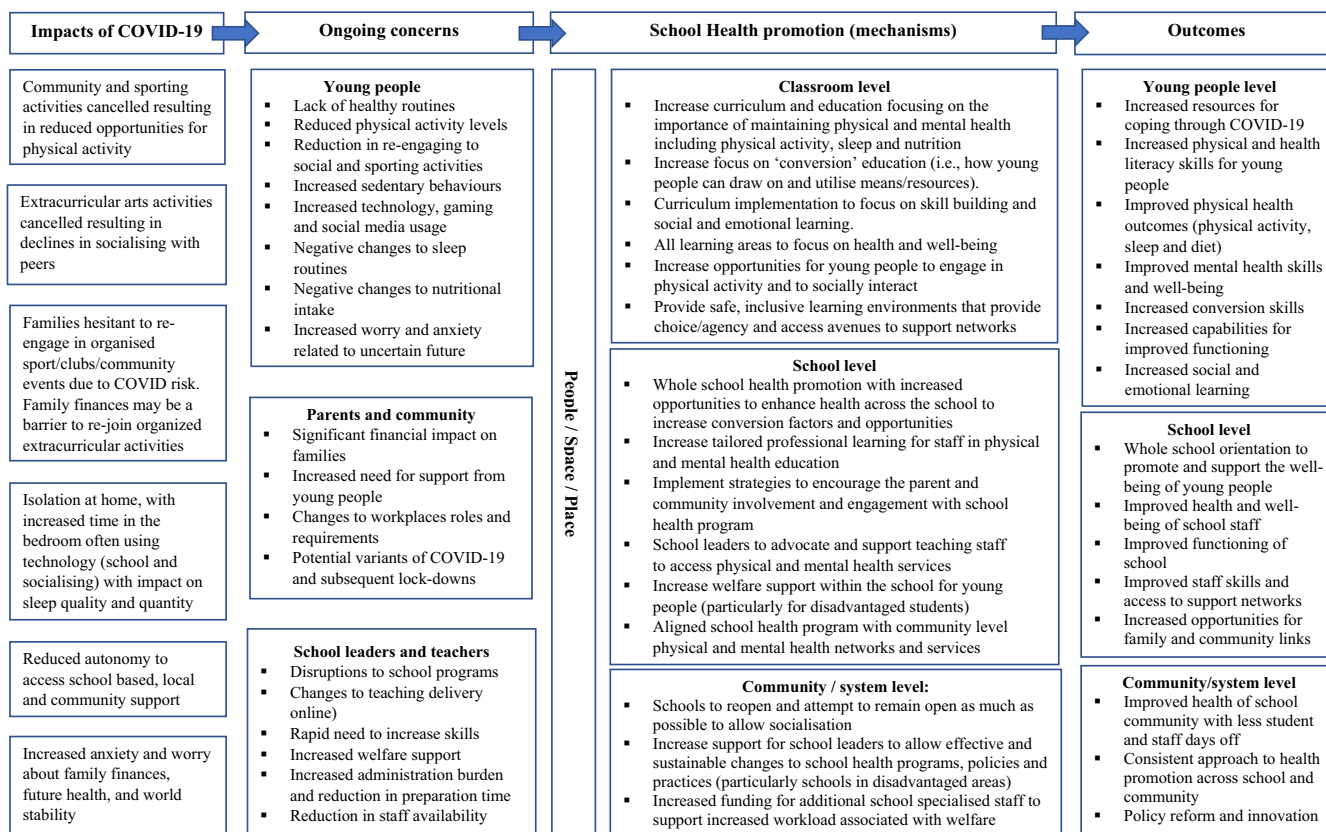 Impacts of COVID-19
Ongoing concerns
School Health promotion (mechanisms)
Outcomes
Community and sporting
activities cancelled resulting
in reduced opportunities for
physical activity
Extracurricular arts activities
cancelled resulting in
declines in socialising with
peers
Families hesitant to re-
engage in organised
sport/clubs/community
events due to COVID risk.
Family finances may be a
barrier to re-join organized
extracurricular activities
Isolation at home, with
increased time in the
bedroom often using
technology (school and
socialising) with impact on
sleep quality and quantity
Reduced autonomy to
access school based, local
and community support
Increased anxiety and worry
about family finances,
future health, and world
stability
Young people
▪ Lack of healthy routines
▪ Reduced physical activity levels
▪ Reduction in re-engaging to
social and sporting activities
▪ Increased sedentary behaviours
▪ Increased technology, gaming
and social media usage
▪ Negative changes to sleep
routines
▪ Negative changes to nutritional
intake
▪ Increased worry and anxiety
related to uncertain future
Parents and community
▪ Significant financial impact on
families
▪ Increased need for support from
young people
▪ Changes to workplaces roles and
requirements
▪ Potential variants of COVID-19
and subsequent lock-downs
School leaders and teachers
▪ Disruptions to school programs
▪ Changes to teaching delivery
online)
▪ Rapid need to increase skills
▪ Increased welfare support
▪ Increased administration burden
and reduction in preparation time
▪ Reduction in staff availability
People / Space / Place
Classroom level
▪ Increase curriculum and education focusing on the
importance of maintaining physical and mental health
including physical activity, sleep and nutrition
▪ Increase focus on ‘conversion’ education (i.e., how young
people can draw on and utilise means/resources).
▪ Curriculum implementation to focus on skill building and
social and emotional learning.
▪ All learning areas to focus on health and well-being
▪ Increase opportunities for young people to engage in
physical activity and to socially interact
▪ Provide safe, inclusive learning environments that provide
choice/agency and access avenues to support networks
School level
▪ Whole school health promotion with increased
opportunities to enhance health across the school to
increase conversion factors and opportunities
▪ Increase tailored professional learning for staff in physical
and mental health education
▪ Implement strategies to encourage the parent and
community involvement and engagement with school
health program
▪ School leaders to advocate and support teaching staff
to access physical and mental health services
▪ Increase welfare support within the school for young
people (particularly for disadvantaged students)
▪ Aligned school health program with community level
physical and mental health networks and services
Community / system level:
▪ Schools to reopen and attempt to remain open as much as
possible to allow socialisation
▪ Increase support for school leaders to allow effective and
sustainable changes to school health programs, policies and
practices (particularly schools in disadvantaged areas)
▪ Increased funding for additional school specialised staff to
support increased workload associated with welfare
Young people level
▪ Increased resources for
coping through COVID-19
▪ Increased physical and health
literacy skills for young
people
▪ Improved physical health
outcomes (physical activity,
sleep and diet)
▪ Improved mental health skills
and well-being
▪ Increased conversion skills
▪ Increased capabilities for
improved functioning
▪ Increased social and
emotional learning
School level
▪ Whole school orientation to
promote and support the well-
being of young people
▪ Improved health and well-
being of school staff
▪ Improved functioning of
school
▪ Improved staff skills and
access to support networks
▪ Increased opportunities for
family and community links
Community/system level
▪ Improved health of school
community with less student
and staff days off
▪ Consistent approach to health
promotion across school and
community
▪ Policy reform and innovation